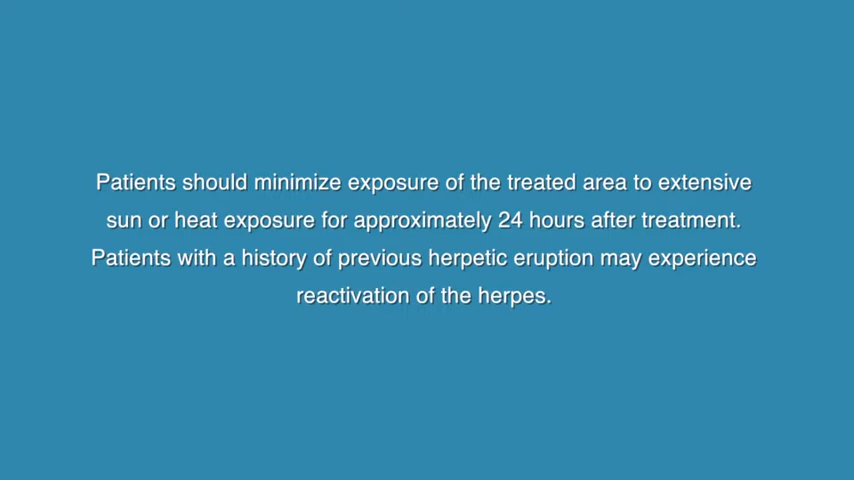 Patients should minimize exposure of the treated area to extensive
sun or heat exposure for approximately 24 hours after treatment.
Patients with a history of previous herpetic eruption may experience
reactivation of the herpes.